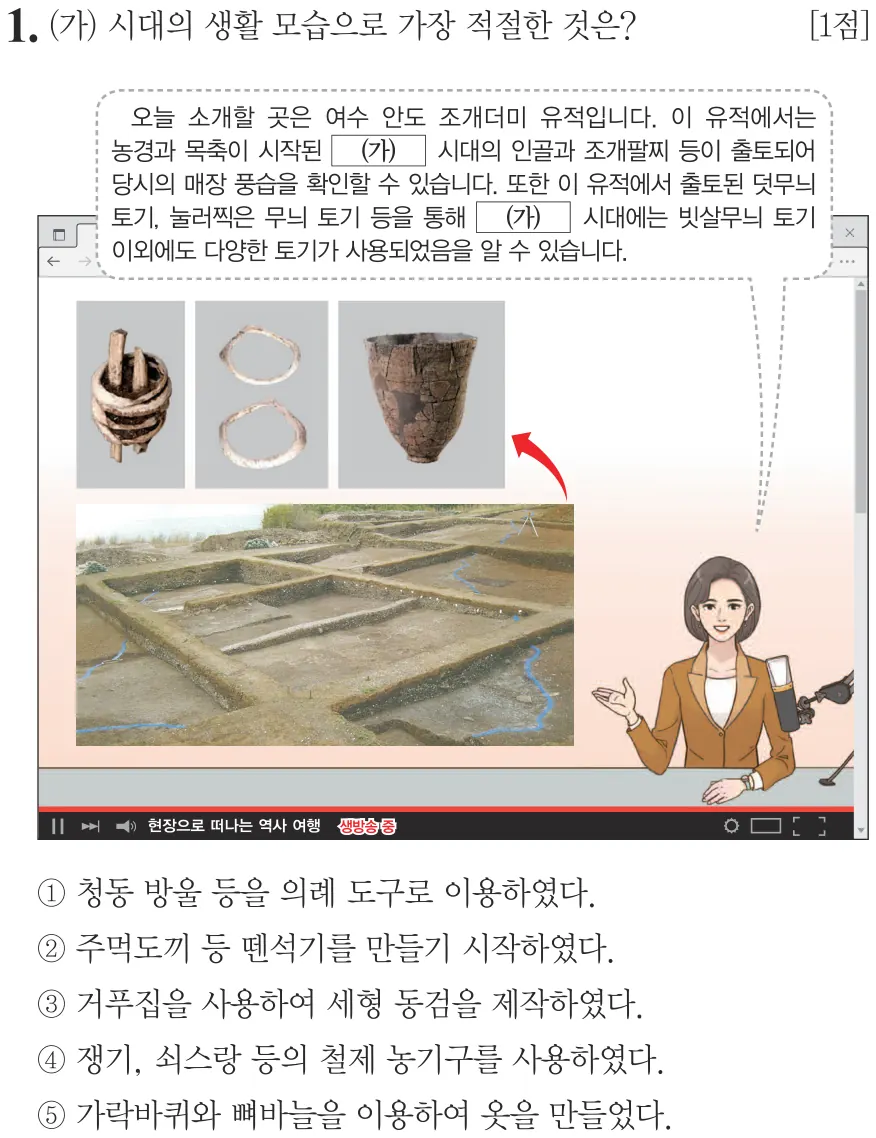 1. (가) 시대의 생활 모습으로 가장 적절한 것은? [1점]
오늘 소개할 곳은 여수 안도 조개더미 유적입니다. 이 유적에서는
농경과 목축이 시작된 (가) 시대의 인골과 조개팔찌 등이 출토되어
당시의 매장 풍습을 확인할 수 있습니다. 또한 이 유적에서 출토된 덧무늬
토기, 눌러찍은 무늬 토기 등을 통해 (가) 시대에는 빗살무늬 토기
이외에도 다양한 토기가 사용되었음을 알 수 있습니다.
현장으로 떠나는 역사 여행 생방송 중
① 청동 방울 등을 의례 도구로 이용하였다.
② 주먹도끼 등 뗀석기를 만들기 시작하였다.
③ 거푸집을 사용하여 세형 동검을 제작하였다.
④ 쟁기, 쇠스랑 등의 철제 농기구를 사용하였다.
⑤ 가락바퀴와 뼈바늘을 이용하여 옷을 만들었다.